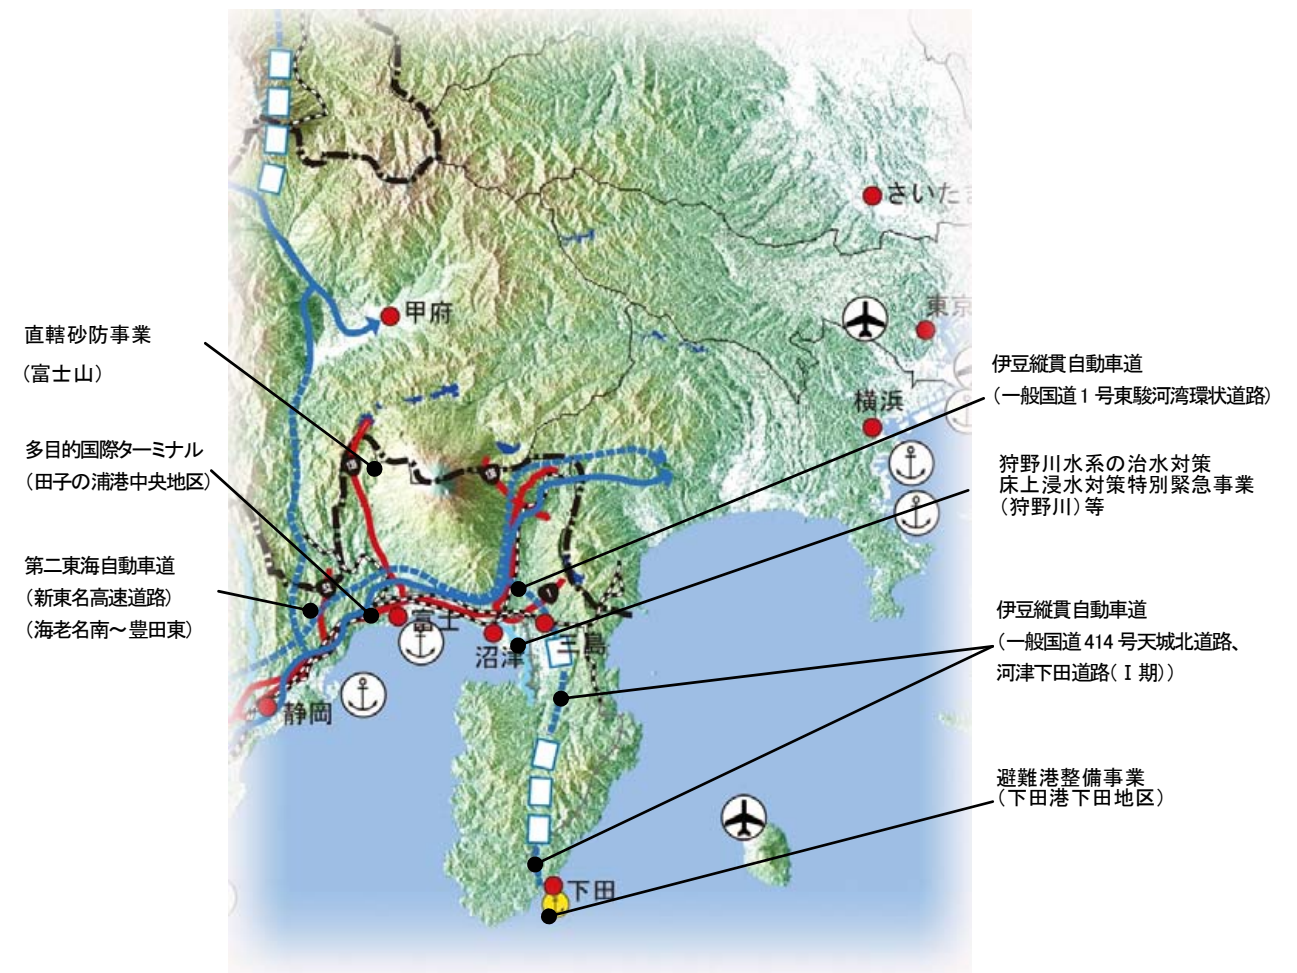 直轄砂防事業
（富士山）
多目的国際ターミナル
（田子の浦港中央地区）
第二東海自動車道
（新東名高速道路）
（海老名南～豊田東）
さいたま
甲府
東京
横浜
富士
沼津
三島
静岡
下田
伊豆縦貫自動車道
（一般国道1号東駿河湾環状道路）
狩野川水系の治水対策
床上浸水対策特別緊急事業
（狩野川）等
伊豆縦貫自動車道
（一般国道414号天城北道路、
河津下田道路（Ⅰ期））
避難港整備事業
（下田港下田地区）